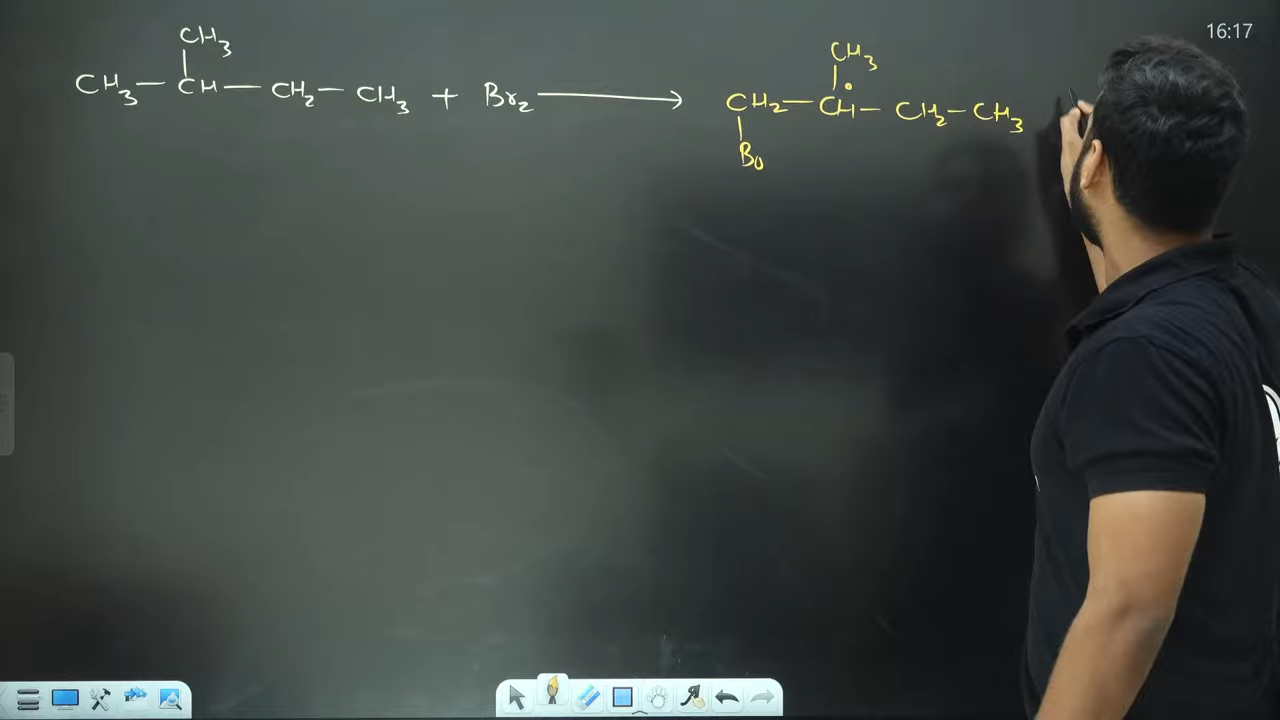 16:17
CH₃
CH₃ — CH — CH₂ — CH₃ + Br₂ ⟶
CH₃
CH₂ — CH — CH₂ — CH₃
Br